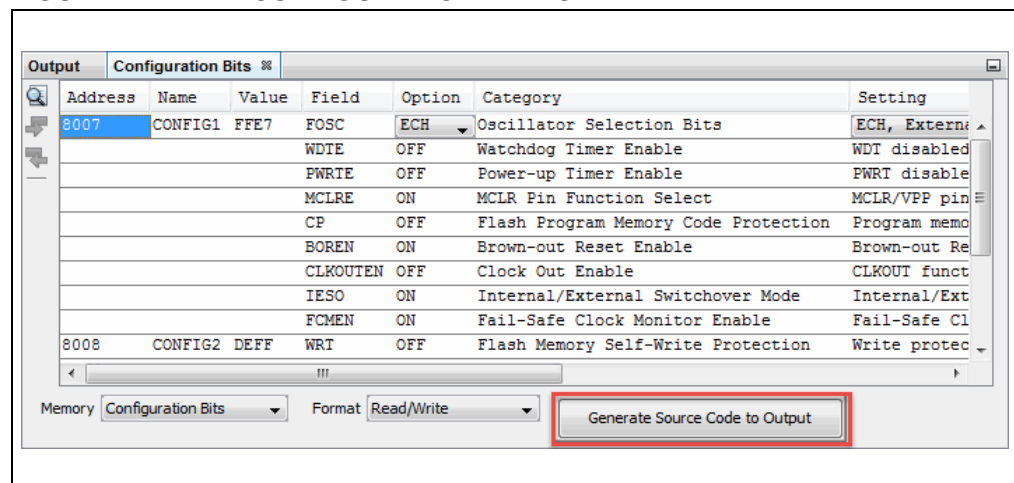 Output Configuration Bits
Address Name Value Field Option Category Setting
8007 CONFIG1 FFE7 FOSC ECH Oscillator Selection Bits ECH, Externa
WDTE OFF Watchdog Timer Enable WDT disabled
PWRTE OFF Power-up Timer Enable PWRT disable
MCLRE ON MCLR Pin Function Select MCLR/VPP pin
CP OFF Flash Program Memory Code Protection Program memo
BOREN ON Brown-out Reset Enable Brown-out Re
CLKOUTEN OFF Clock Out Enable CLKOUT funct
IESO ON Internal/External Switchover Mode Internal/Ext
FCMEN ON Fail-Safe Clock Monitor Enable Fail-Safe Cl
8008 CONFIG2 DEFF WRT OFF Flash Memory Self-Write Protection Write protec
Memory Configuration Bits Format Read/Write Generate Source Code to Output